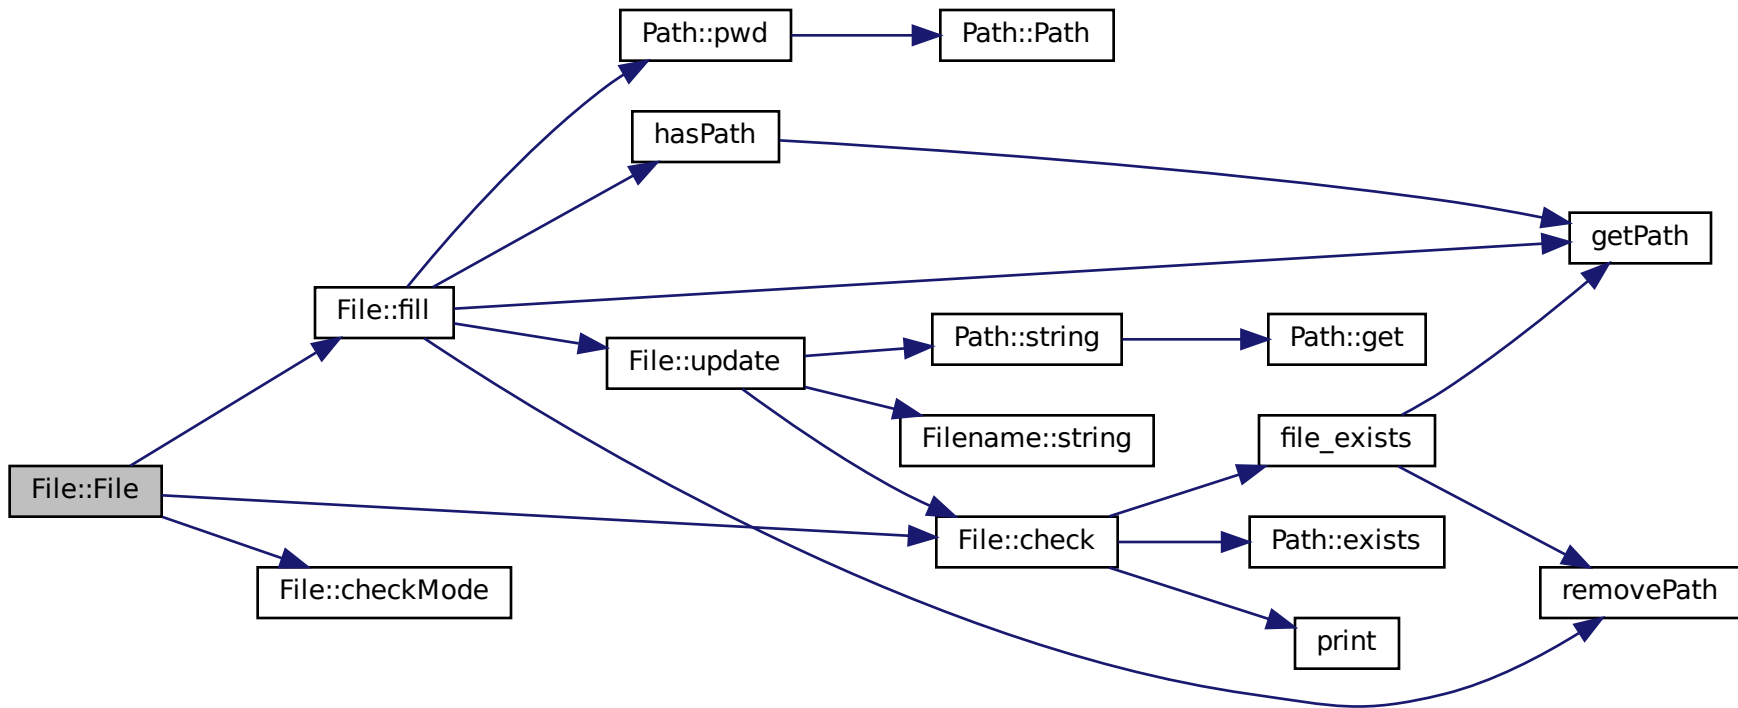 Path::pwd
Path::Path
hasPath
getPath
File::fill
Path::string
Path::get
File::update
Filename::string
file_exists
File::File
File::check
Path::exists
File::checkMode
removePath
print